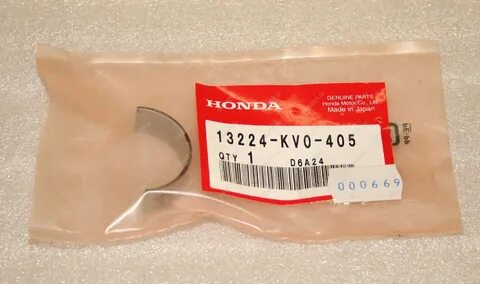 HONDA
GENUINE PARTS
Honda Motor Co., Ltd.
Made in Japan
13224-KV0-405
QTY 1
D6A24
000669